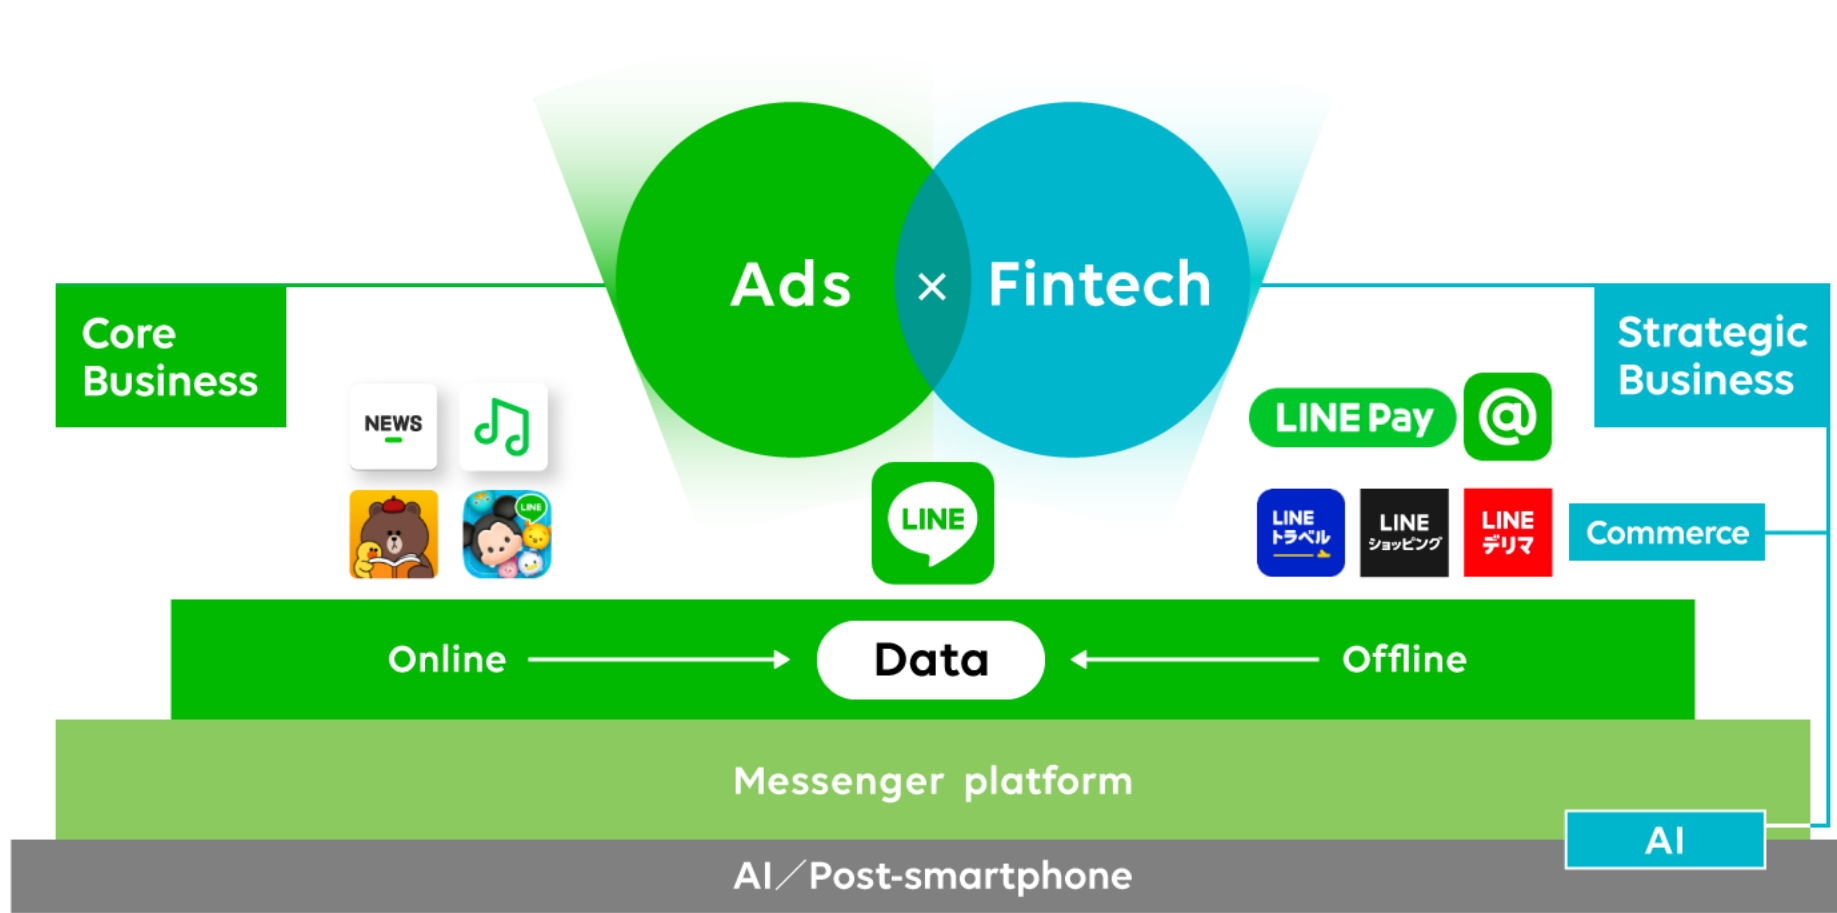 Ads × Fintech
Core
Business
Strategic
Business
NEWS
LINE
LINE
LINE Pay
@
LINE
トラベル
LINE
ショッピング
LINE
デリマ
Commerce
Online
Data
Offline
Messenger platform
AI
AI／Post-smartphone